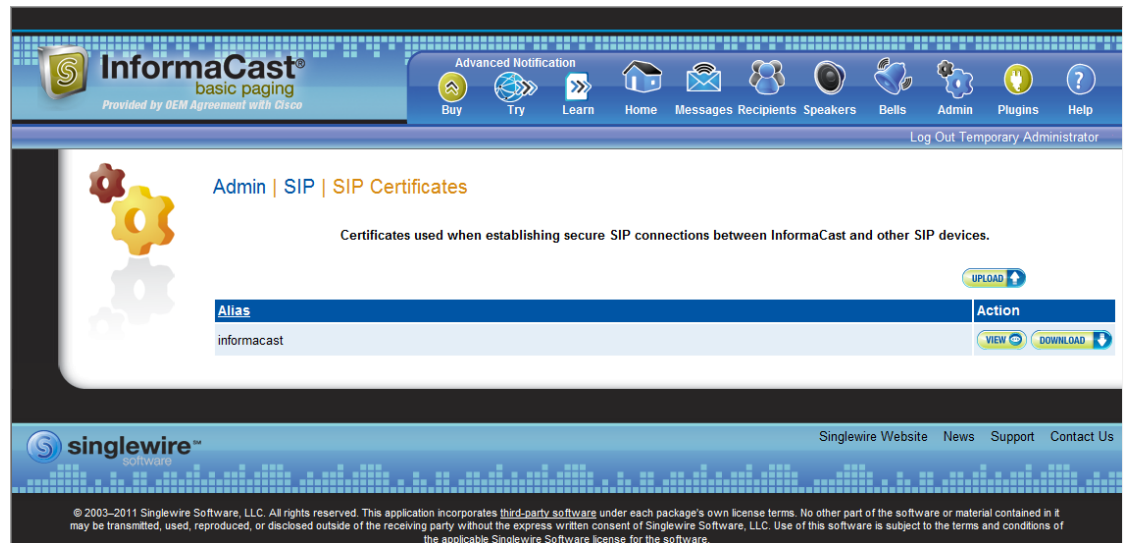 InformaCast®
basic paging
Provided by OEM Agreement with Cisco
Advanced Notification
Buy Try Learn Home Messages Recipients Speakers Bells Admin Plugins Help
Log Out Temporary Administrator
Admin | SIP | SIP Certificates
Certificates used when establishing secure SIP connections between InformaCast and other SIP devices.
UPLOAD
Alias Action
informacast VIEW DOWNLOAD
singlewire℠
software
Singlewire Website News Support Contact Us
© 2003–2011 Singlewire Software, LLC. All rights reserved. This application incorporates third-party software under each package's own license terms. No other part of the software or material contained in it
may be transmitted, used, reproduced, or disclosed outside of the receiving party without the express written consent of Singlewire Software, LLC. Use of this software is subject to the terms and conditions of
the applicable Singlewire Software license for the software.